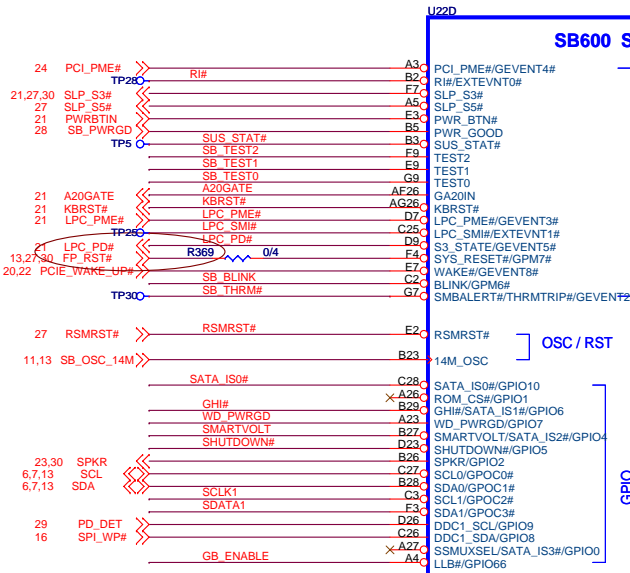 U22D
SB600 S
24 PCI_PME# A3 PCI_PME#/GEVENT4#
TP28 RI# B2 RI#/EXTEVNT0#
21,27,30 SLP_S3# F7 SLP_S3#
27 SLP_S5# A5 SLP_S5#
21 PWRBTIN E3 PWR_BTN#
28 SB_PWRGD B5 PWR_GOOD
TP5 SUS_STAT# B3 SUS_STAT#
SB_TEST2 F9 TEST2
SB_TEST1 E9 TEST1
SB_TEST0 G9 TEST0
21 A20GATE A20GATE AF26 GA20IN
21 KBRST# KBRST# AG26 KBRST#
21 LPC_PME# LPC_PME# D7 LPC_PME#/GEVENT3#
TP25 LPC_SMI# C25 LPC_SMI#/EXTEVNT1#
21 LPC_PD# LPC_PD# D9 S3_STATE/GEVENT5#
13,27,30 FP_RST# R369 0/4 F4 SYS_RESET#/GPM7#
20,22 PCIE_WAKE_UP# E7 WAKE#/GEVENT8#
SB_BLINK C2 BLINK/GPM6#
TP30 SB_THRM# G7 SMBALERT#/THRMTRIP#/GEVENT2
27 RSMRST# RSMRST# E2 RSMRST#
OSC / RST
11,13 SB_OSC_14M B23 14M_OSC
SATA_IS0# C28 SATA_IS0#/GPIO10
A26 ROM_CS#/GPIO1
GHI# B29 GHI#/SATA_IS1#/GPIO6
WD_PWRGD A23 WD_PWRGD/GPIO7
SMARTVOLT B27 SMARTVOLT/SATA_IS2#/GPIO4
SHUTDOWN# D23 SHUTDOWN#/GPIO5
23,30 SPKR B26 SPKR/GPIO2
6,7,13 SCL C27 SCL0/GPOC0#
6,7,13 SDA B28 SDA0/GPOC1#
SCLK1 C3 SCL1/GPOC2#
SDATA1 F3 SDA1/GPOC3#
29 PD_DET D26 DDC1_SCL/GPIO9
16 SPI_WP# C26 DDC1_SDA/GPIO8
A27 SSMUXSEL/SATA_IS3#/GPIO0
GB_ENABLE A4 LLB#/GPIO66
GPIO